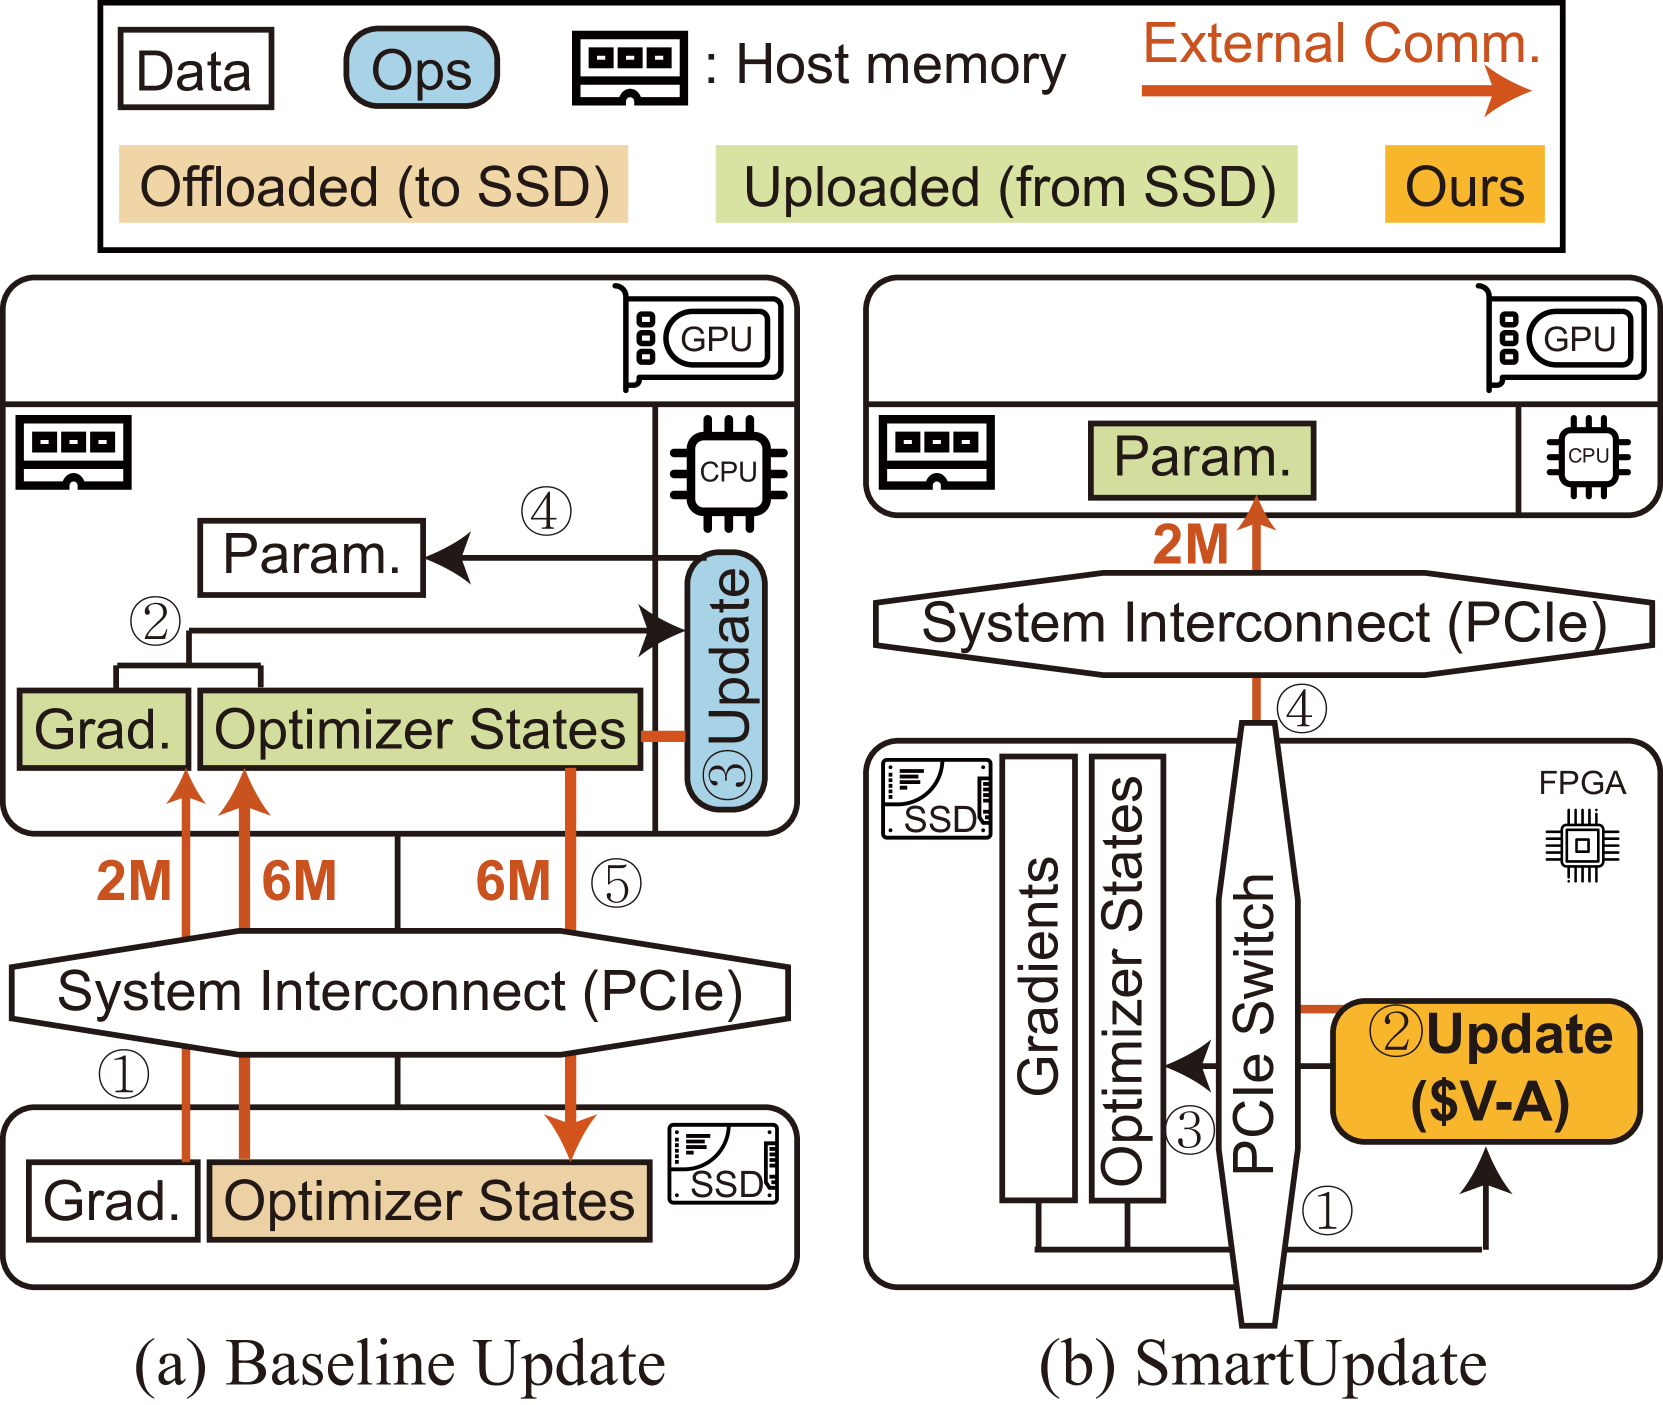 Data
Ops
: Host memory
External Comm.
Offloaded (to SSD)
Uploaded (from SSD)
Ours
GPU
CPU
④
Param.
②
③Update
Grad.
Optimizer States
2M
6M
6M
⑤
System Interconnect (PCIe)
①
Grad.
Optimizer States
SSD
(a) Baseline Update
GPU
Param.
CPU
2M
System Interconnect (PCIe)
④
SSD
Gradients
Optimizer States
PCIe Switch
FPGA
②Update
($V-A)
③
①
(b) SmartUpdate